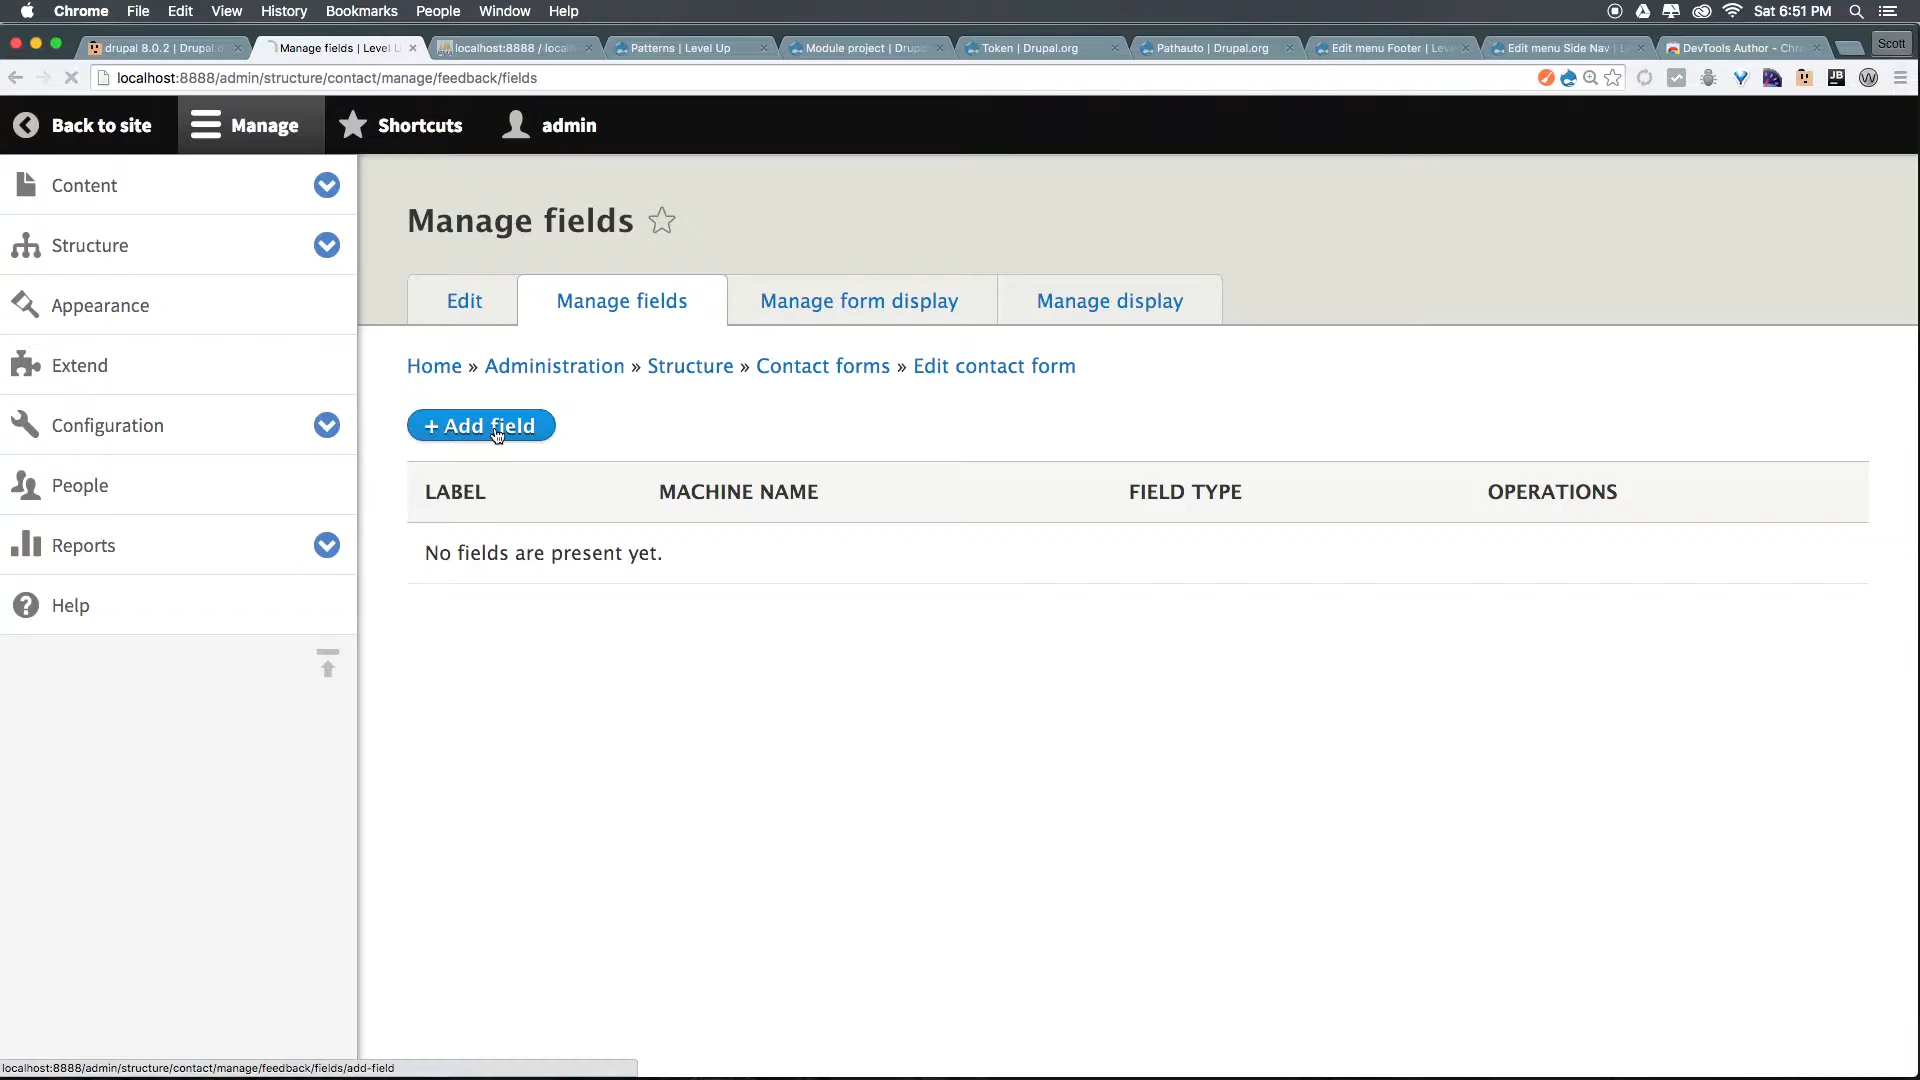 Chrome File Edit View History Bookmarks People Window Help Sat 6:51 PM
drupal 8.0.2 | Drupal.o Manage fields | Level U localhost:8888 / locali Patterns | Level Up Module project | Drupa Token | Drupal.org Pathauto | Drupal.org Edit menu Footer | Lev Edit menu Side Nav | L DevTools Author - Chr Scott
localhost:8888/admin/structure/contact/manage/feedback/fields
Back to site Manage Shortcuts admin
Content
Structure
Appearance
Extend
Configuration
People
Reports
Help
Manage fields
Edit Manage fields Manage form display Manage display
Home » Administration » Structure » Contact forms » Edit contact form
+ Add field
LABEL MACHINE NAME FIELD TYPE OPERATIONS
No fields are present yet.
localhost:8888/admin/structure/contact/manage/feedback/fields/add-field